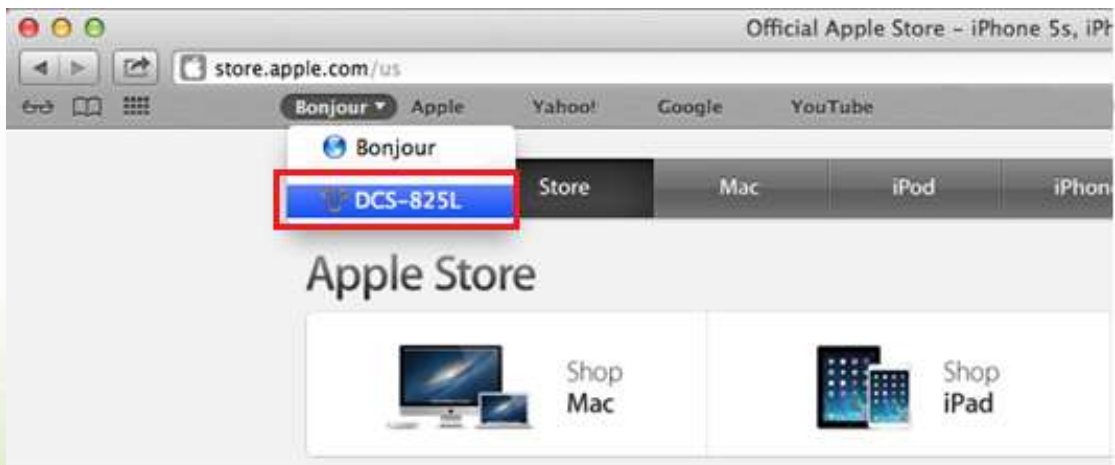 Official Apple Store – iPhone 5s, iPh
store.apple.com/us
Bonjour Apple Yahoo! Google YouTube
Bonjour
DCS-825L
Store Mac iPod iPhon
Apple Store
Shop
Mac
Shop
iPad